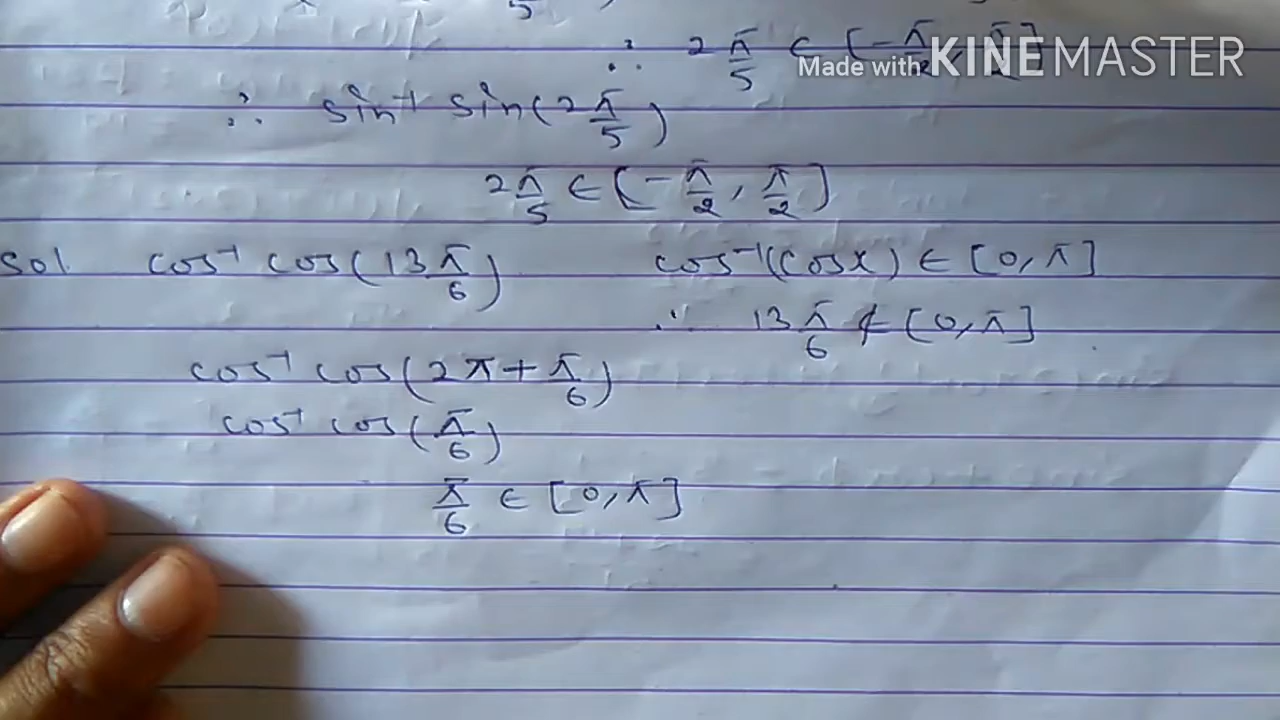 ∴ 2π/5 ∈ [-π/2, π/2]
Made with KINEMASTER
∴ sin⁻¹ sin(2π/5)
2π/5 ∈ [-π/2, π/2]
Sol. cos⁻¹ cos(13π/6) cos⁻¹(cosx) ∈ [0, π]
∴ 13π/6 ∉ [0, π]
cos⁻¹ cos(2π + π/6)
cos⁻¹ cos(π/6)
π/6 ∈ [0, π]